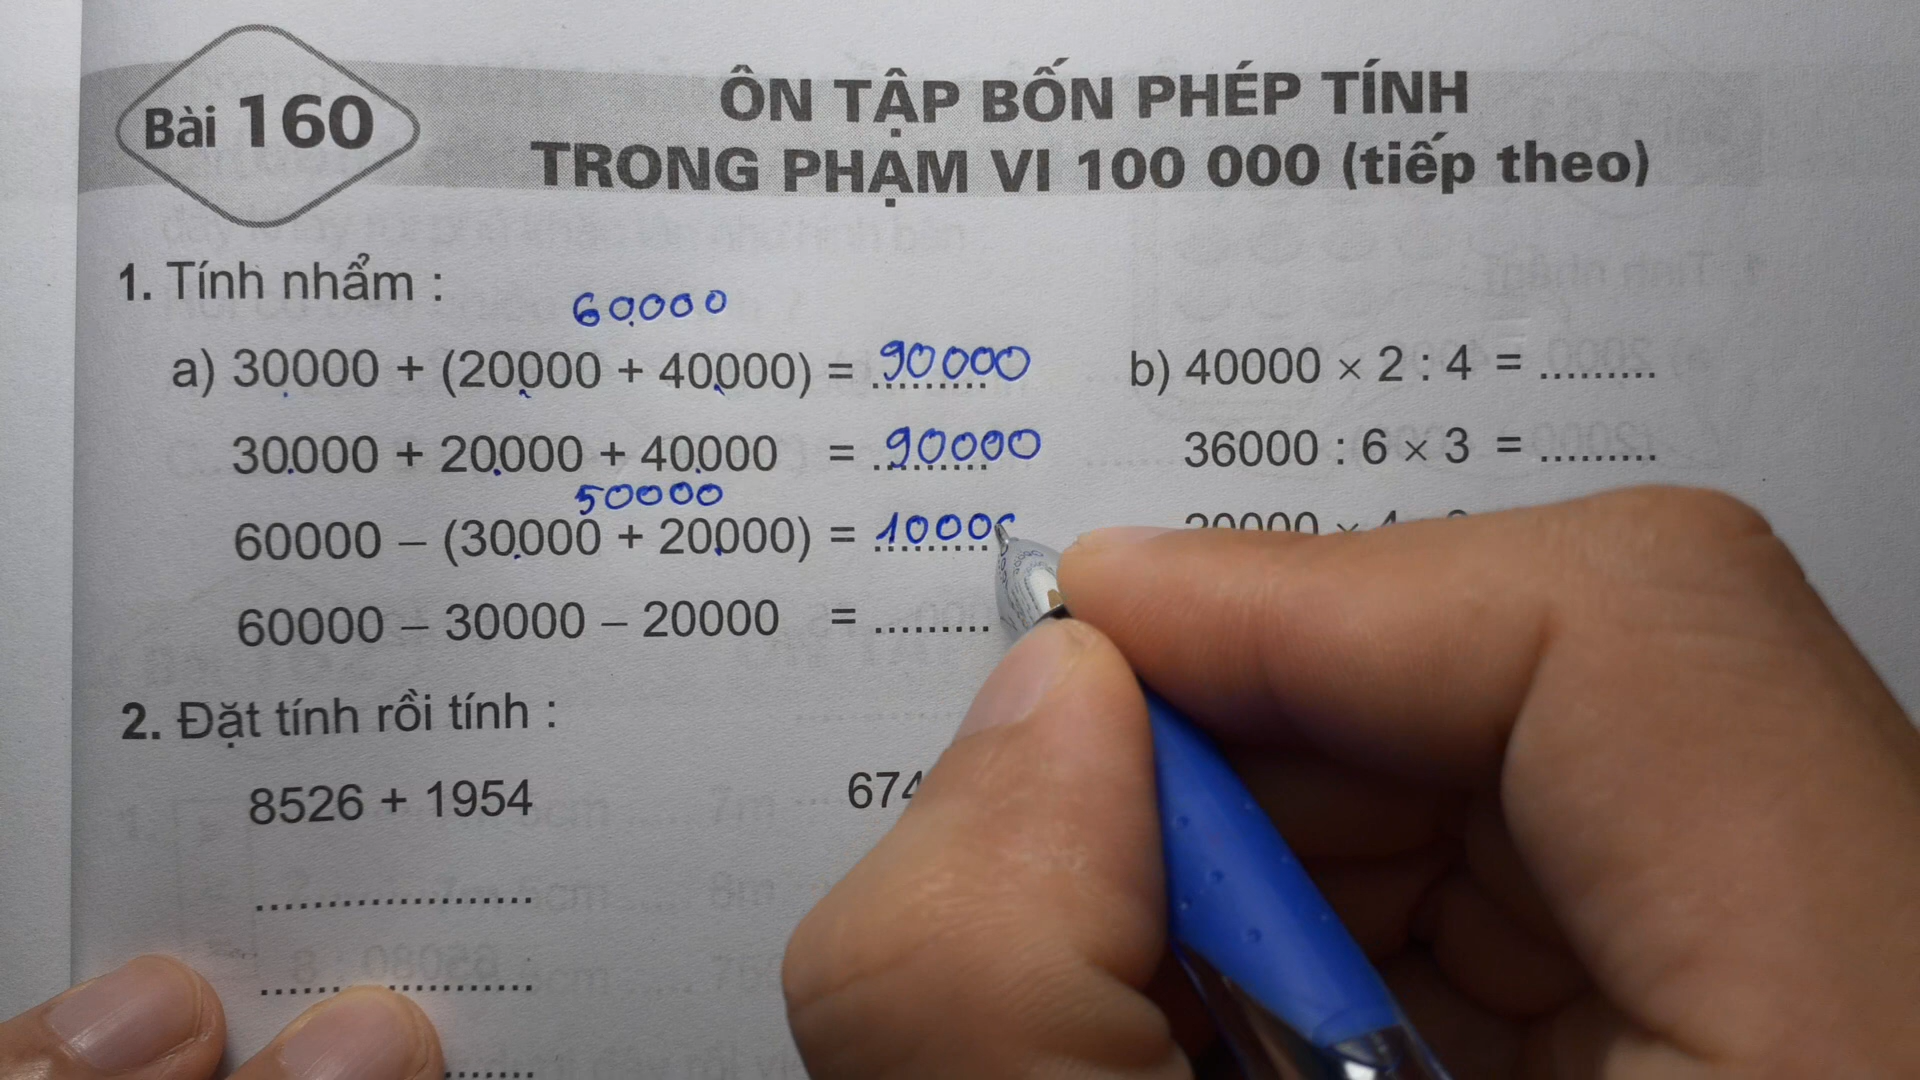 Bài 160
ÔN TẬP BỐN PHÉP TÍNH
TRONG PHẠM VI 100 000 (tiếp theo)
1. Tính nhẩm :
60000
a) 30000 + (20000 + 40000) = 90000
30000 + 20000 + 40000 = 90000
50000
60000 – (30000 + 20000) = 10000
60000 – 30000 – 20000 = .........
b) 40000 × 2 : 4 = .........
36000 : 6 × 3 = .........
2. Đặt tính rồi tính :
8526 + 1954
674